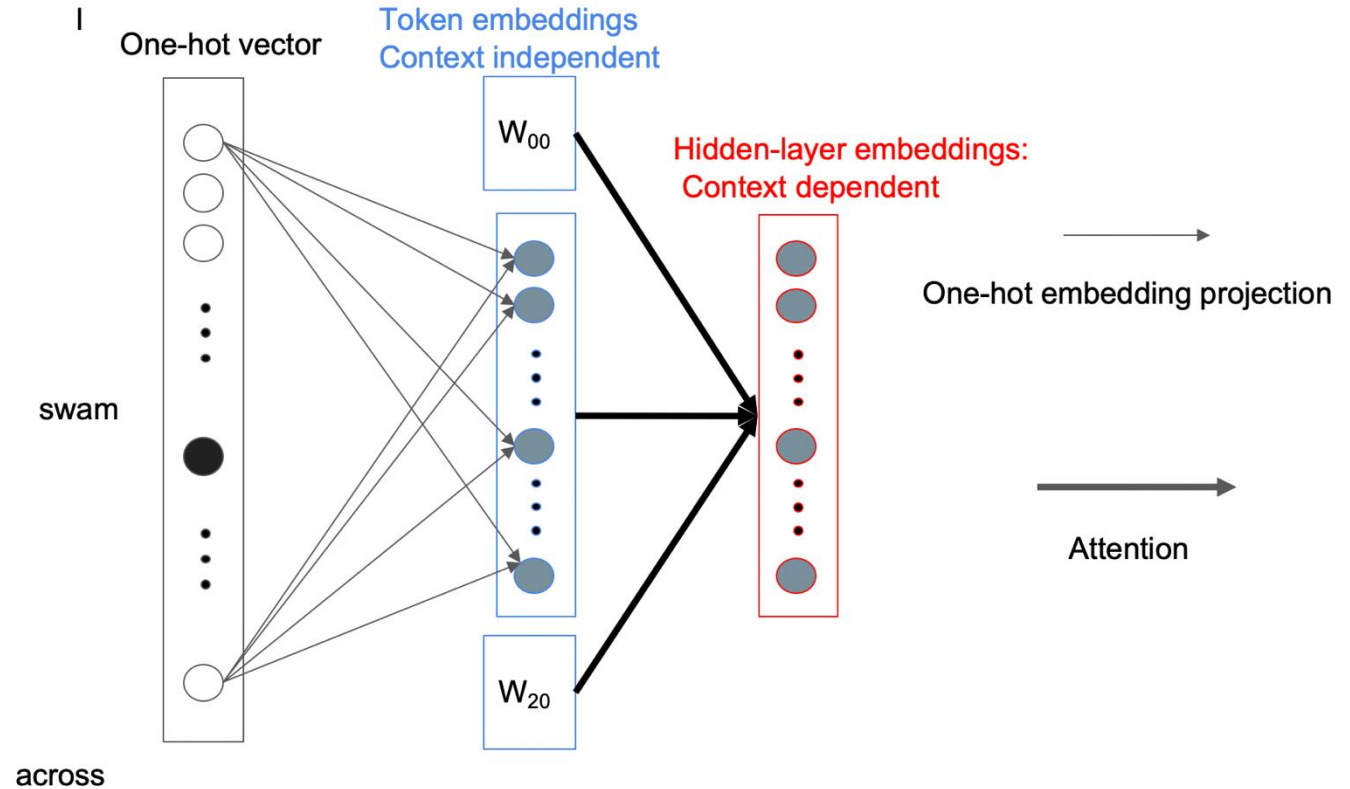 I
One-hot vector
Token embeddings
Context independent
W₀₀
Hidden-layer embeddings:
Context dependent
One-hot embedding projection
swam
Attention
W₂₀
across